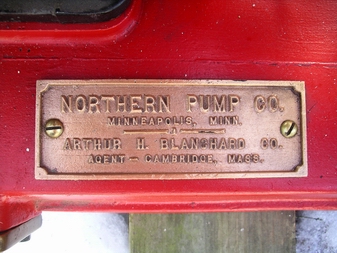 NORTHERN PUMP CO.
MINNEAPOLIS, MINN.
ARTHUR H. BLANCHARD CO.
AGENT - CAMBRIDGE, MASS.